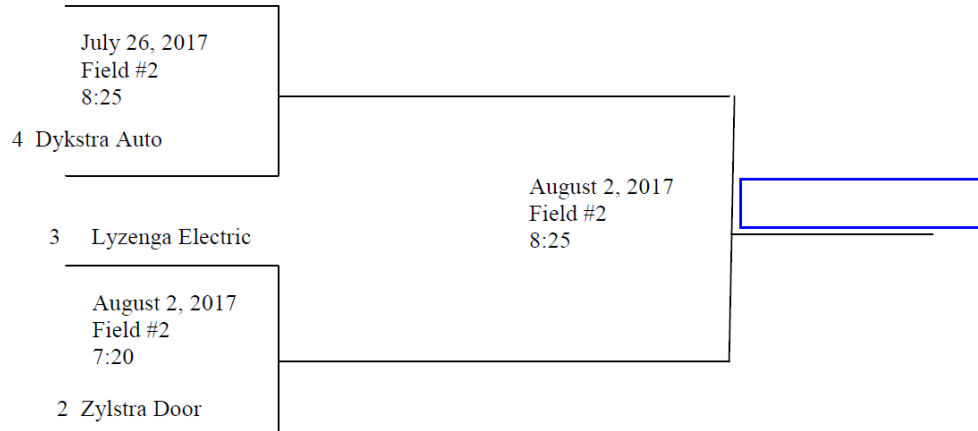 July 26, 2017
Field #2
8:25
4 Dykstra Auto
3 Lyzenga Electric
August 2, 2017
Field #2
7:20
2 Zylstra Door
August 2, 2017
Field #2
8:25